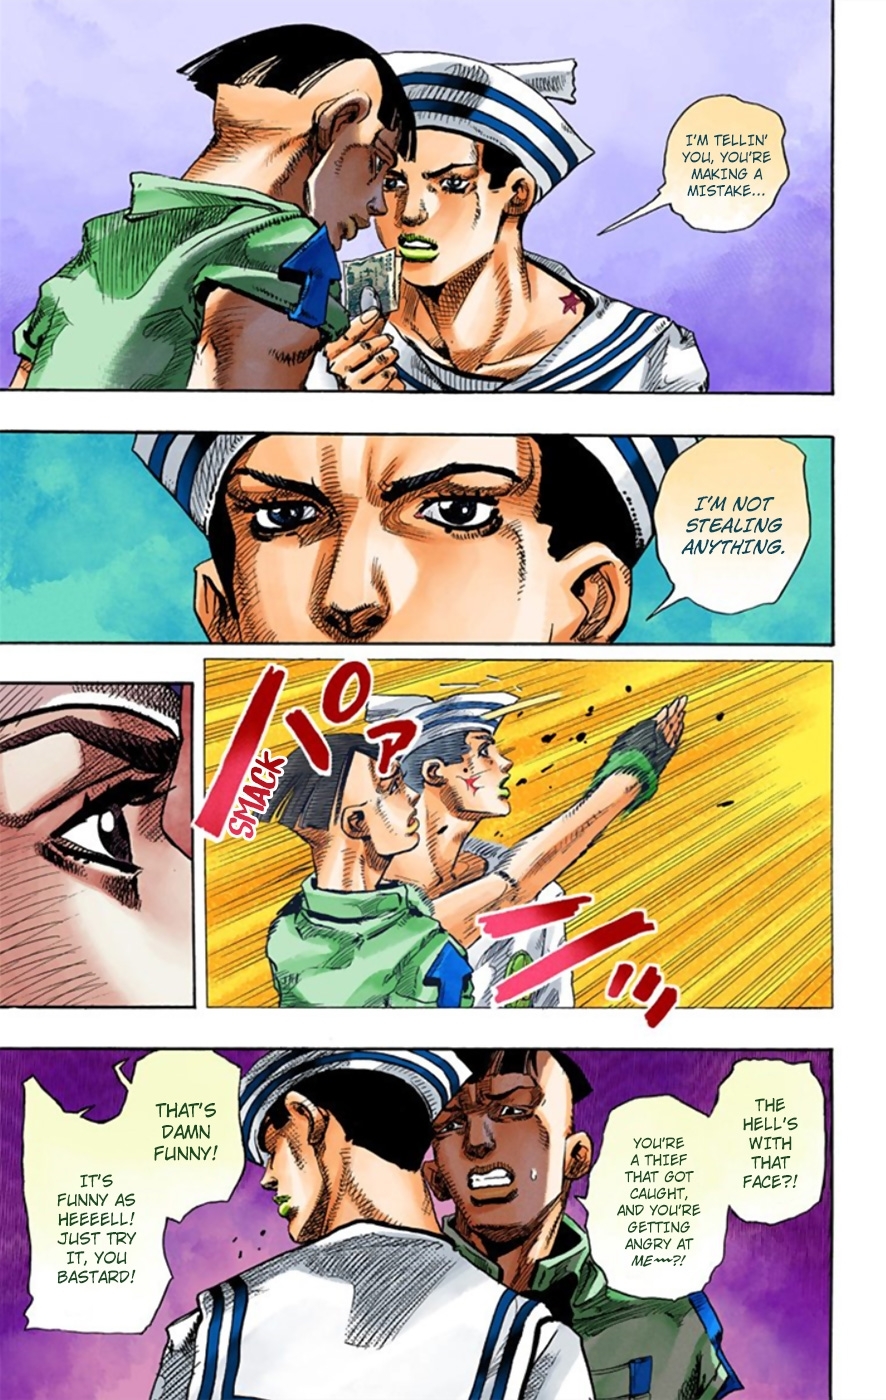 I'M TELLIN'
YOU, YOU'RE
MAKING A
MISTAKE...
I'M NOT
STEALING
ANYTHING.
パァン
SMACK
THE
HELL'S
WITH
THAT
FACE?!
YOU'RE
A THIEF
THAT GOT
CAUGHT,
AND YOU'RE
GETTING
ANGRY AT
ME~~?!
THAT'S
DAMN
FUNNY!
IT'S
FUNNY AS
HEEEELL!
JUST TRY
IT, YOU
BASTARD!